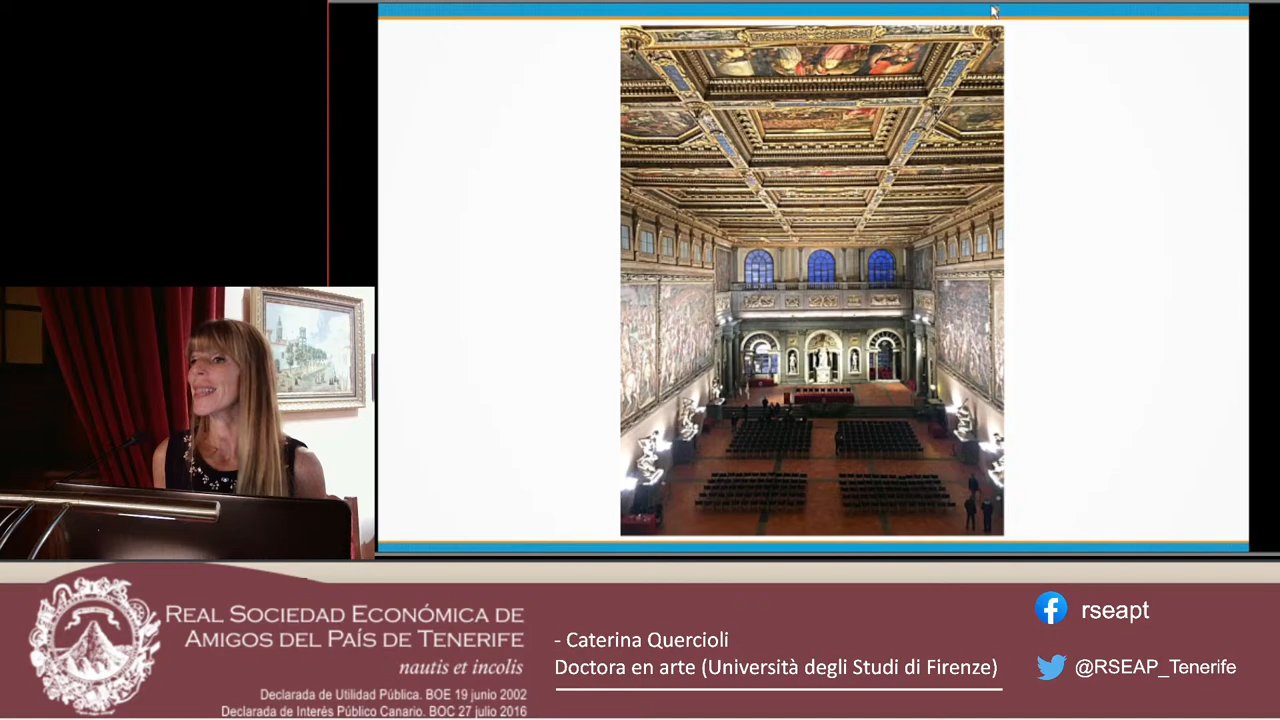 REAL SOCIEDAD ECONÓMICA DE
AMIGOS DEL PAÍS DE TENERIFE
nautis et incolis
Declarada de Utilidad Pública. BOE 19 junio 2002
Declarada de Interés Público Canario. BOC 27 julio 2016
- Caterina Quercioli
Doctora en arte (Università degli Studi di Firenze)
rseapt
@RSEAP_Tenerife